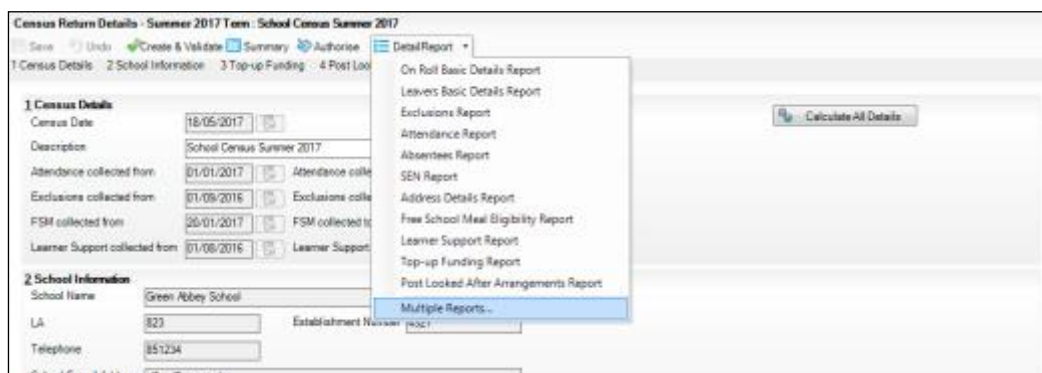 Census Return Details - Summer 2017 Term : School Census Summer 2017
Save Undo Create & Validate Summary Authorise Detail Report
1 Census Details 2 School Information 3 Top-up Funding 4 Post Loo
On Roll Basic Details Report
Leavers Basic Details Report
Exclusions Report
Attendance Report
Absentees Report
SEN Report
Address Details Report
Free School Meal Eligibility Report
Learner Support Report
Top-up Funding Report
Post Looked After Arrangements Report
Multiple Reports...
1 Census Details
Calculate All Details
Census Date 18/05/2017
Description School Census Summer 2017
Attendance collected from 01/01/2017 Attendance colle
Exclusions collected from 01/09/2016 Exclusions colle
FSM collected from 20/01/2017 FSM collected to
Learner Support collected from 01/08/2016 Learner Support
2 School Information
School Name Green Abbey School
LA 823 Establishment Number 4321
Telephone 851234